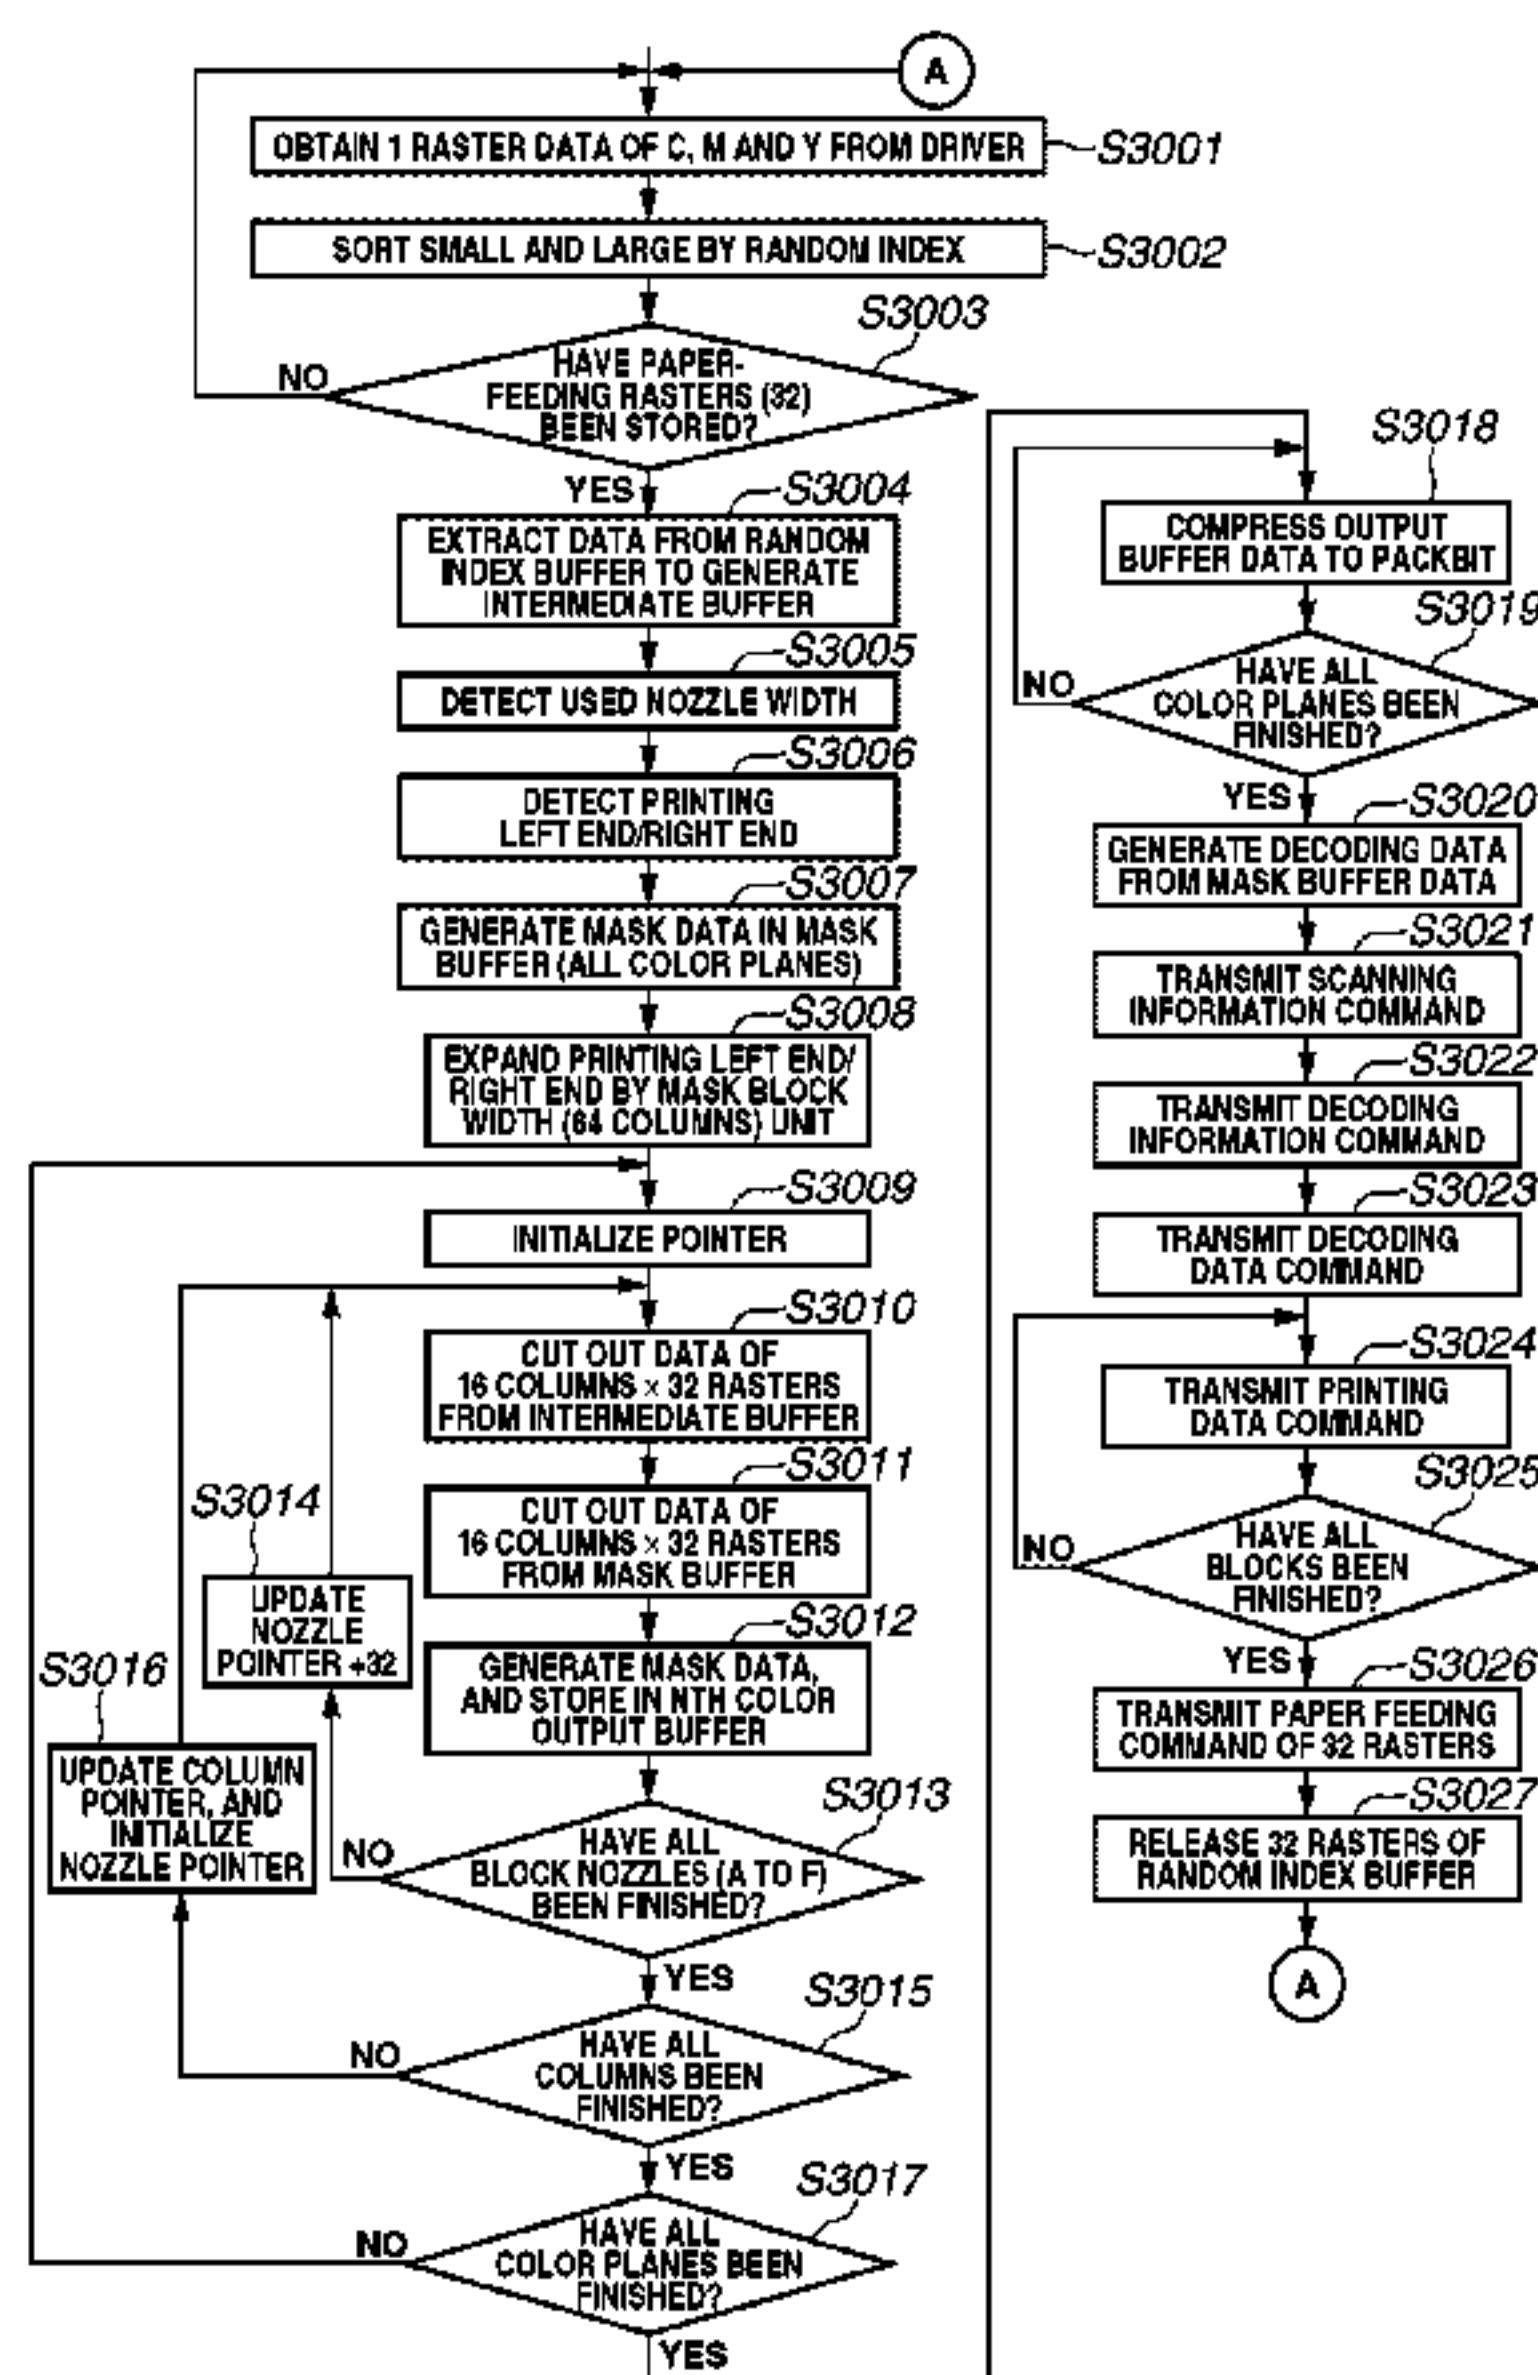 A
OBTAIN 1 RASTER DATA OF C, M AND Y FROM DRIVER
S3001
SORT SMALL AND LARGE BY RANDOM INDEX
S3002
S3003
HAVE PAPER-
FEEDING RASTERS (32)
BEEN STORED?
NO
YES
S3004
EXTRACT DATA FROM RANDOM
INDEX BUFFER TO GENERATE
INTERMEDIATE BUFFER
S3005
DETECT USED NOZZLE WIDTH
S3006
DETECT PRINTING
LEFT END/RIGHT END
S3007
GENERATE MASK DATA IN MASK
BUFFER (ALL COLOR PLANES)
S3008
EXPAND PRINTING LEFT END/
RIGHT END BY MASK BLOCK
WIDTH (64 COLUMNS) UNIT
S3009
INITIALIZE POINTER
S3010
CUT OUT DATA OF
16 COLUMNS × 32 RASTERS
FROM INTERMEDIATE BUFFER
S3011
CUT OUT DATA OF
16 COLUMNS × 32 RASTERS
FROM MASK BUFFER
S3012
GENERATE MASK DATA,
AND STORE IN NTH COLOR
OUTPUT BUFFER
S3013
HAVE ALL
BLOCK NOZZLES (A TO F)
BEEN FINISHED?
NO
S3014
UPDATE
NOZZLE
POINTER +32
YES
S3015
HAVE ALL
COLUMNS BEEN
FINISHED?
NO
S3016
UPDATE COLUMN
POINTER, AND
INITIALIZE
NOZZLE POINTER
YES
S3017
HAVE ALL
COLOR PLANES BEEN
FINISHED?
NO
YES
S3018
COMPRESS OUTPUT
BUFFER DATA TO PACKBIT
S3019
HAVE ALL
COLOR PLANES BEEN
FINISHED?
NO
YES
S3020
GENERATE DECODING DATA
FROM MASK BUFFER DATA
S3021
TRANSMIT SCANNING
INFORMATION COMMAND
S3022
TRANSMIT DECODING
INFORMATION COMMAND
S3023
TRANSMIT DECODING
DATA COMMAND
S3024
TRANSMIT PRINTING
DATA COMMAND
S3025
HAVE ALL
BLOCKS BEEN
FINISHED?
NO
YES
S3026
TRANSMIT PAPER FEEDING
COMMAND OF 32 RASTERS
S3027
RELEASE 32 RASTERS OF
RANDOM INDEX BUFFER
A